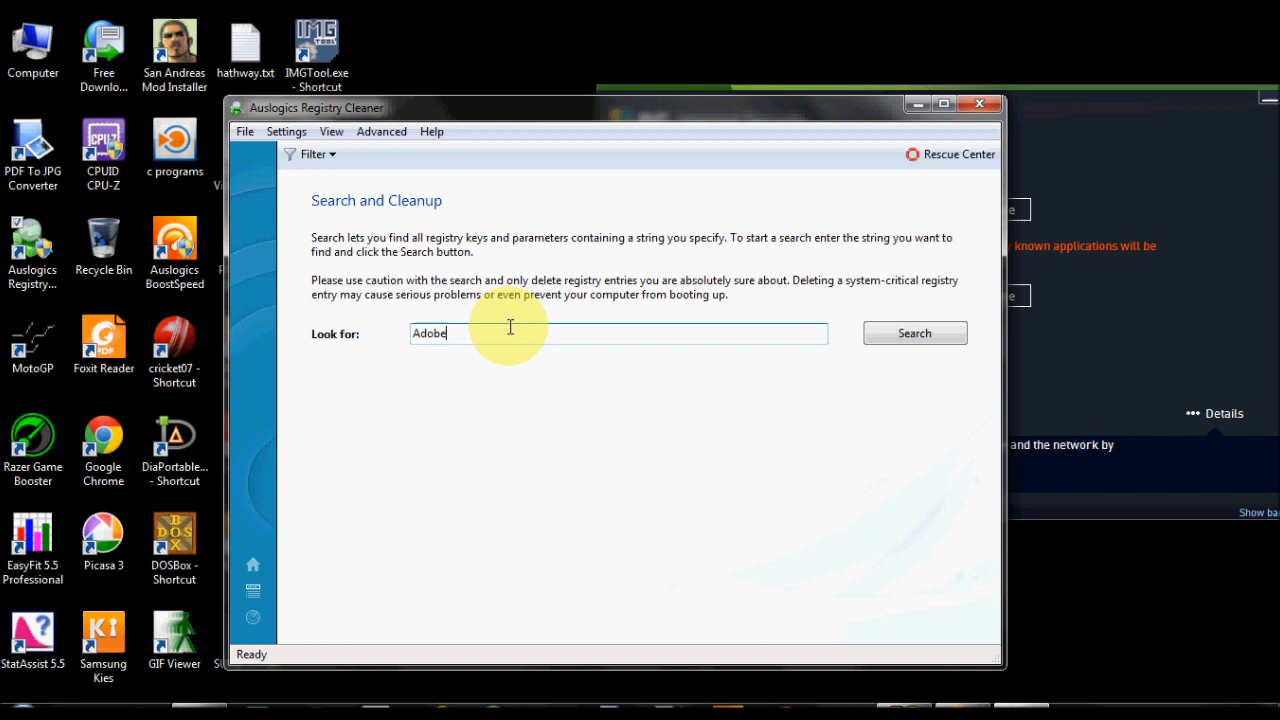 Computer
Free
Downlo...
San Andreas
Mod Installer
hathway.txt
IMG
TOOL
IMGTool.exe
- Shortcut
PDF To JPG
Converter
CPUID
CPU-Z
c programs
Auslogics
Registry...
Recycle Bin
Auslogics
BoostSpeed
MotoGP
PDF
Foxit Reader
cricket07 -
Shortcut
Razer Game
Booster
Google
Chrome
DiaPortable...
- Shortcut
EasyFit 5.5
Professional
Picasa 3
DOSBox -
Shortcut
StatAssist 5.5
Ki
Samsung
Kies
GIF Viewer
Auslogics Registry Cleaner
File Settings View Advanced Help
Filter
Rescue Center
Search and Cleanup
Search lets you find all registry keys and parameters containing a string you specify. To start a search enter the string you want to
find and click the Search button.
Please use caution with the search and only delete registry entries you are absolutely sure about. Deleting a system-critical registry
entry may cause serious problems or even prevent your computer from booting up.
Look for: Adobe Search
Ready
e
known applications will be
e
••• Details
and the network by
Show ba